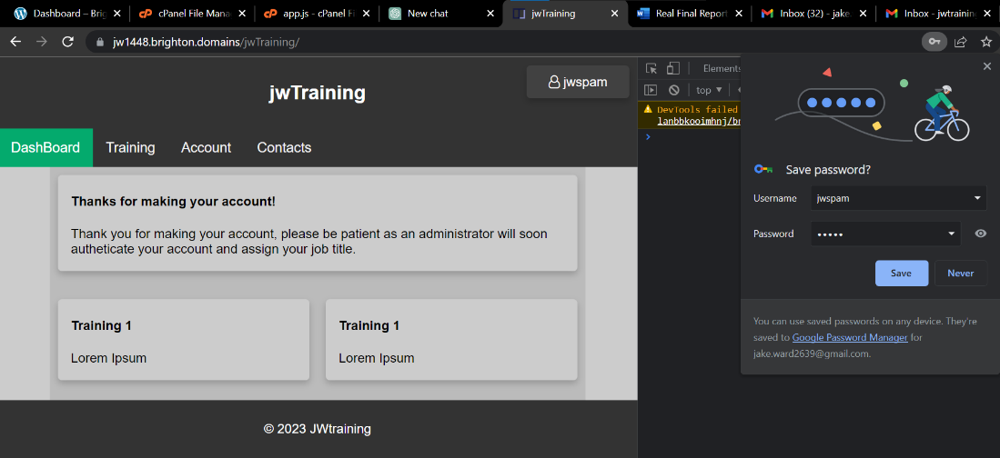 Dashboard – Brig
cPanel File Mana
app.js - cPanel Fi
New chat
jwTraining
Real Final Report
Inbox (32) - jake.
Inbox - jwtrainin
jw1448.brighton.domains/jwTraining/
jwTraining
jwspam
DashBoard
Training
Account
Contacts
Thanks for making your account!
Thank you for making your account, please be patient as an administrator will soon
autheticate your account and assign your job title.
Training 1
Lorem Ipsum
Training 1
Lorem Ipsum
© 2023 JWtraining
Elements
top
DevTools failed
lanbbkooimhnj/br
Save password?
Username
jwspam
Password
•••••
Save
Never
You can use saved passwords on any device. They're
saved to Google Password Manager for
jake.ward2639@gmail.com.